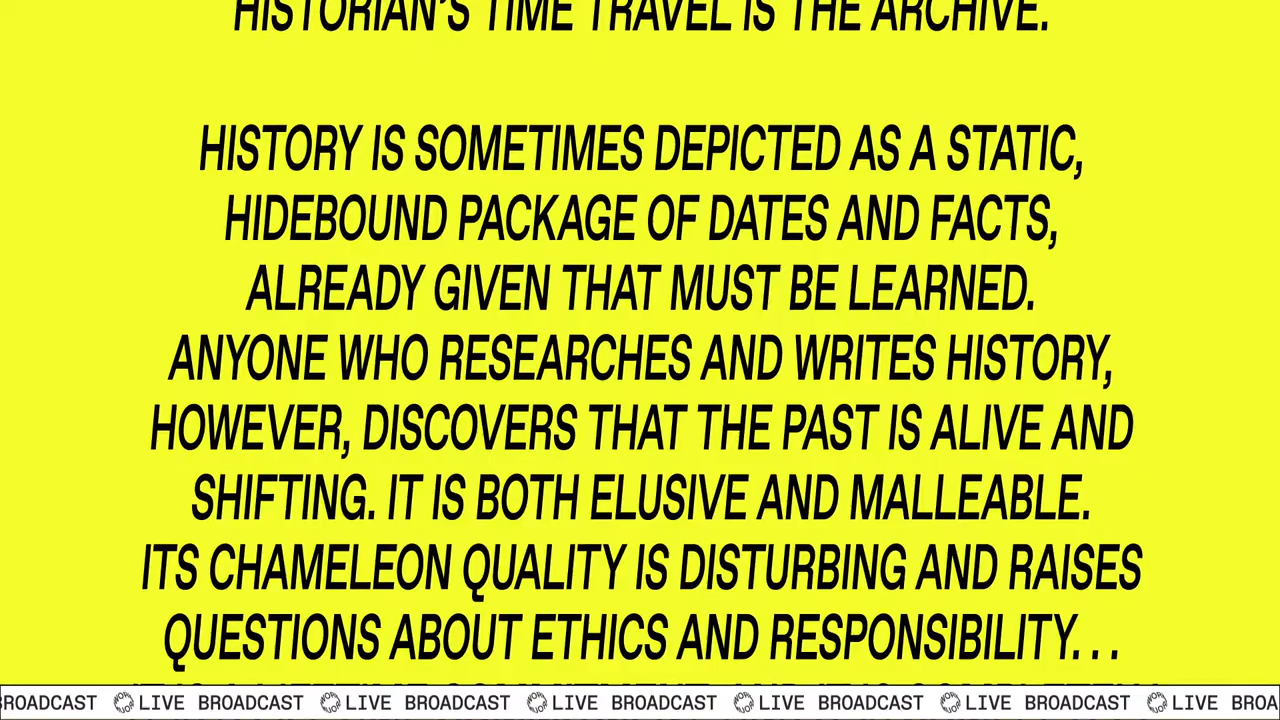 HISTORIAN'S TIME TRAVEL IS THE ARCHIVE.
HISTORY IS SOMETIMES DEPICTED AS A STATIC,
HIDEBOUND PACKAGE OF DATES AND FACTS,
ALREADY GIVEN THAT MUST BE LEARNED.
ANYONE WHO RESEARCHES AND WRITES HISTORY,
HOWEVER, DISCOVERS THAT THE PAST IS ALIVE AND
SHIFTING. IT IS BOTH ELUSIVE AND MALLEABLE.
ITS CHAMELEON QUALITY IS DISTURBING AND RAISES
QUESTIONS ABOUT ETHICS AND RESPONSIBILITY. . .
BROADCAST LIVE BROADCAST LIVE BROADCAST LIVE BROADCAST LIVE BROADCAST LIVE BROADCAST LIVE BROA